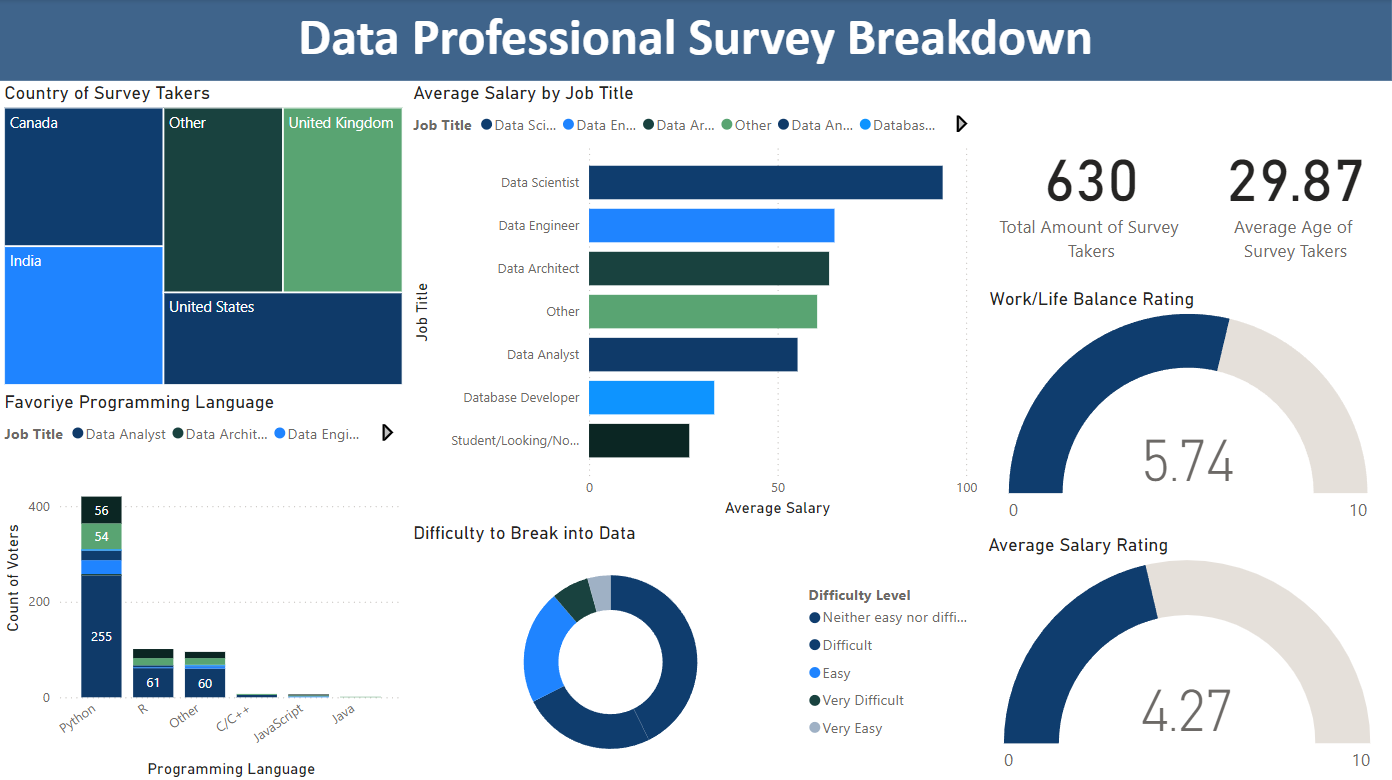 Data Professional Survey Breakdown
Country of Survey Takers
Canada
Other
United Kingdom
India
United States
Favoriye Programming Language
Job Title Data Analyst Data Archit... Data Engi...
Count of Voters
400
200
0
56
54
255
61
60
Python
R
Other
C/C++
JavaScript
Java
Programming Language
Average Salary by Job Title
Job Title Data Sci... Data En... Data Ar... Other Data An... Databas...
Job Title
Data Scientist
Data Engineer
Data Architect
Other
Data Analyst
Database Developer
Student/Looking/No...
0 50 100
Average Salary
Difficulty to Break into Data
Difficulty Level
Neither easy nor diffi...
Difficult
Easy
Very Difficult
Very Easy
630
Total Amount of Survey
Takers
29.87
Average Age of
Survey Takers
Work/Life Balance Rating
5.74
0 10
Average Salary Rating
4.27
0 10